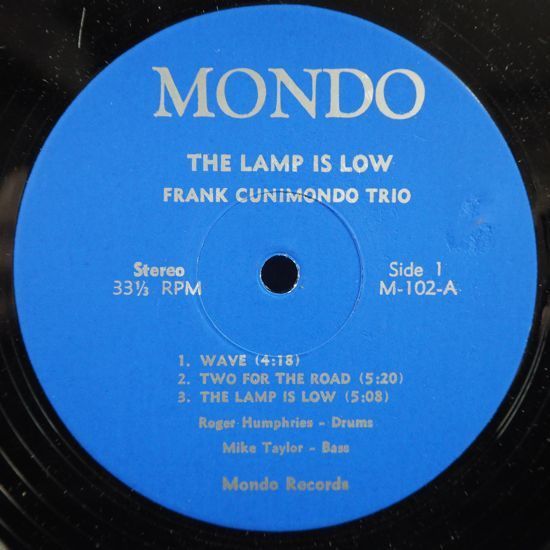 MONDO
THE LAMP IS LOW
FRANK CUNIMONDO TRIO
Stereo
33⅓ RPM
Side 1
M-102-A
1. WAVE (4:18)
2. TWO FOR THE ROAD (5:20)
3. THE LAMP IS LOW (5:08)
Roger Humphries - Drums
Mike Taylor - Bass
Mondo Records